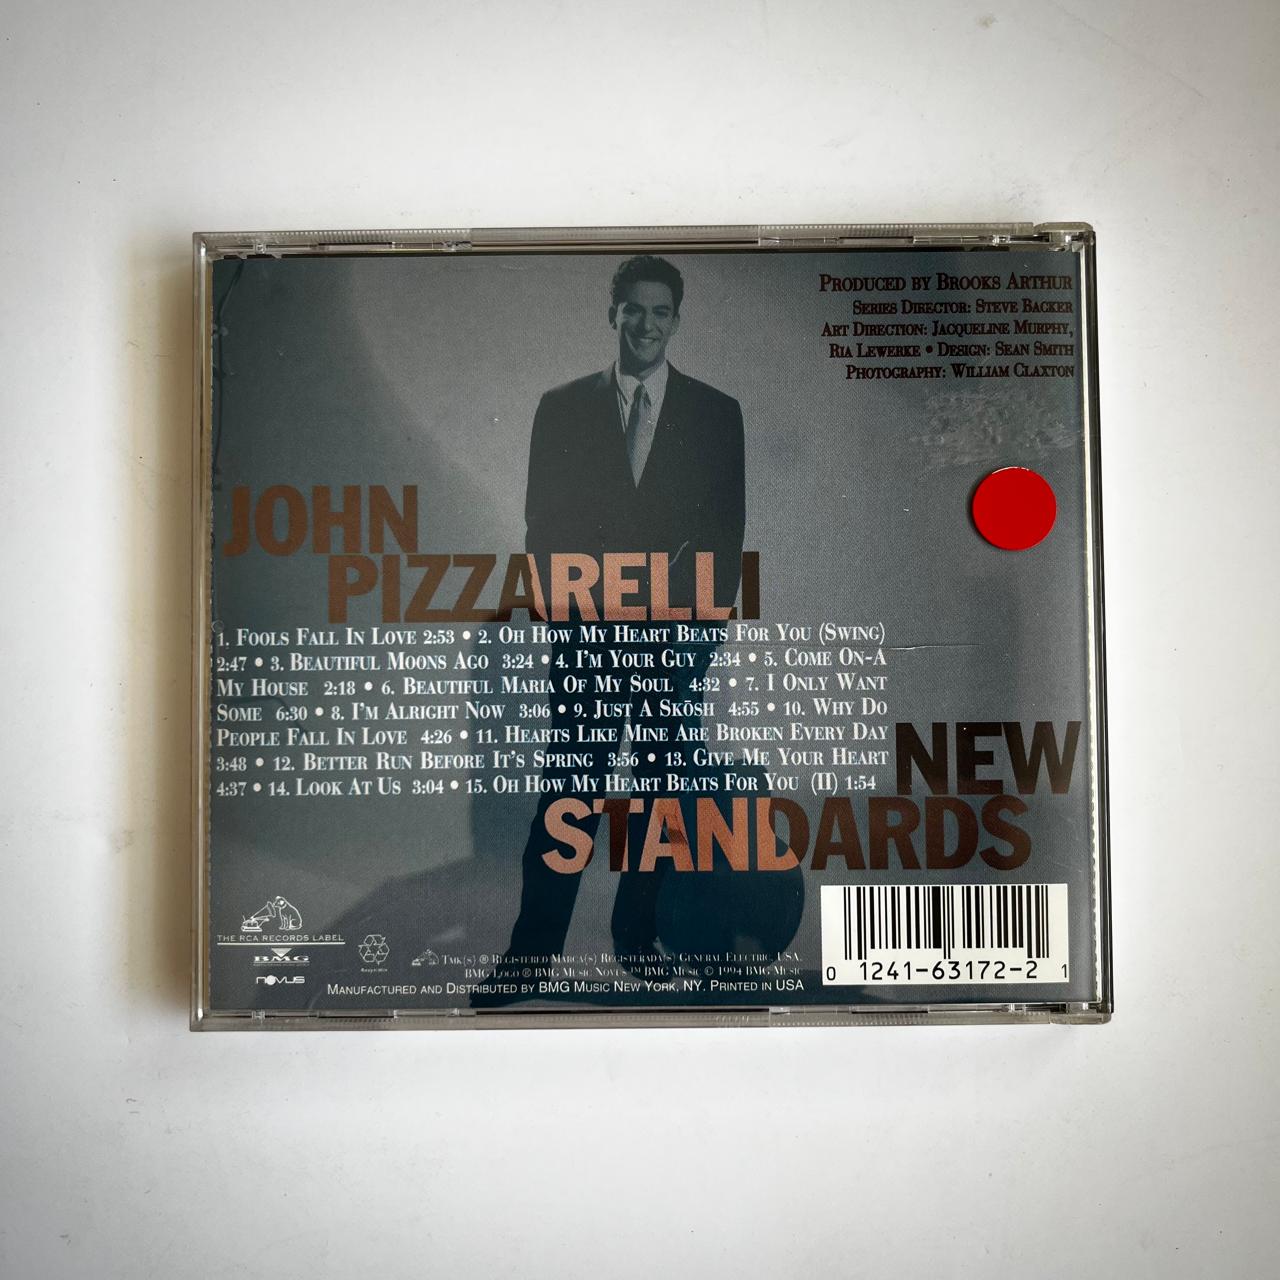 Produced by Brooks Arthur
Series Director: Steve Backer
Art Direction: Jacqueline Murphy,
Ria Lewerke • Design: Sean Smith
Photography: William Claxton
JOHN
PIZZARELLI
1. Fools Fall In Love 2:53 • 2. Oh How My Heart Beats For You (Swing)
2:47 • 3. Beautiful Moons Ago 3:24 • 4. I'm Your Guy 2:34 • 5. Come On-A
My House 2:18 • 6. Beautiful Maria Of My Soul 4:32 • 7. I Only Want
Some 6:30 • 8. I'm Alright Now 3:06 • 9. Just A Skōsh 4:55 • 10. Why Do
People Fall In Love 4:26 • 11. Hearts Like Mine Are Broken Every Day
3:48 • 12. Better Run Before It's Spring 3:56 • 13. Give Me Your Heart
4:37 • 14. Look At Us 3:04 • 15. Oh How My Heart Beats For You (II) 1:54
NEW
STANDARDS
THE RCA RECORDS LABEL
BMG
NOVUS
Recyclable
Tmk(s) ® Registered Marca(s) Registrada(s) General Electric, USA.
BMG Logo ® BMG Music Novus ™ BMG Music © 1994 BMG Music
Manufactured and Distributed by BMG Music New York, NY. Printed in USA
0 1241-63172-2 1